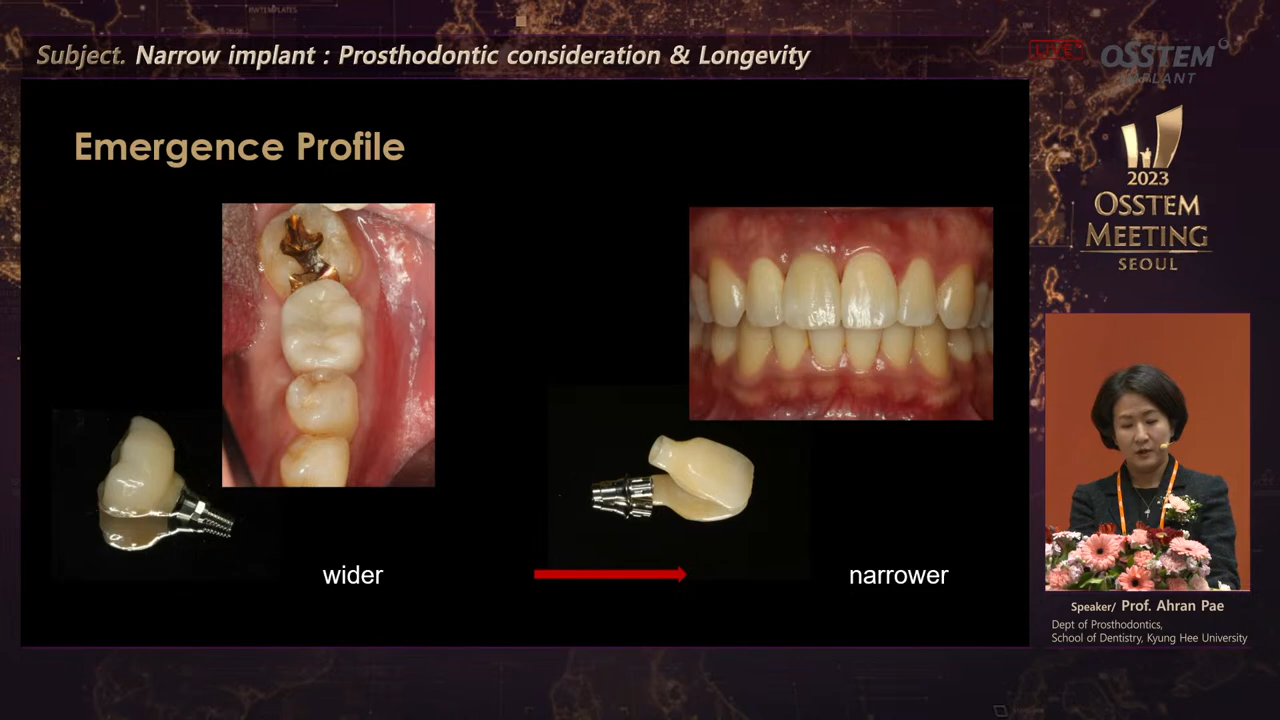 Subject. Narrow implant : Prosthodontic consideration & Longevity
LIVE
OSSTEM
IMPLANT
Emergence Profile
2023
OSSTEM
MEETING
SEOUL
wider
narrower
Speaker/ Prof. Ahran Pae
Dept of Prosthodontics,
School of Dentistry, Kyung Hee University